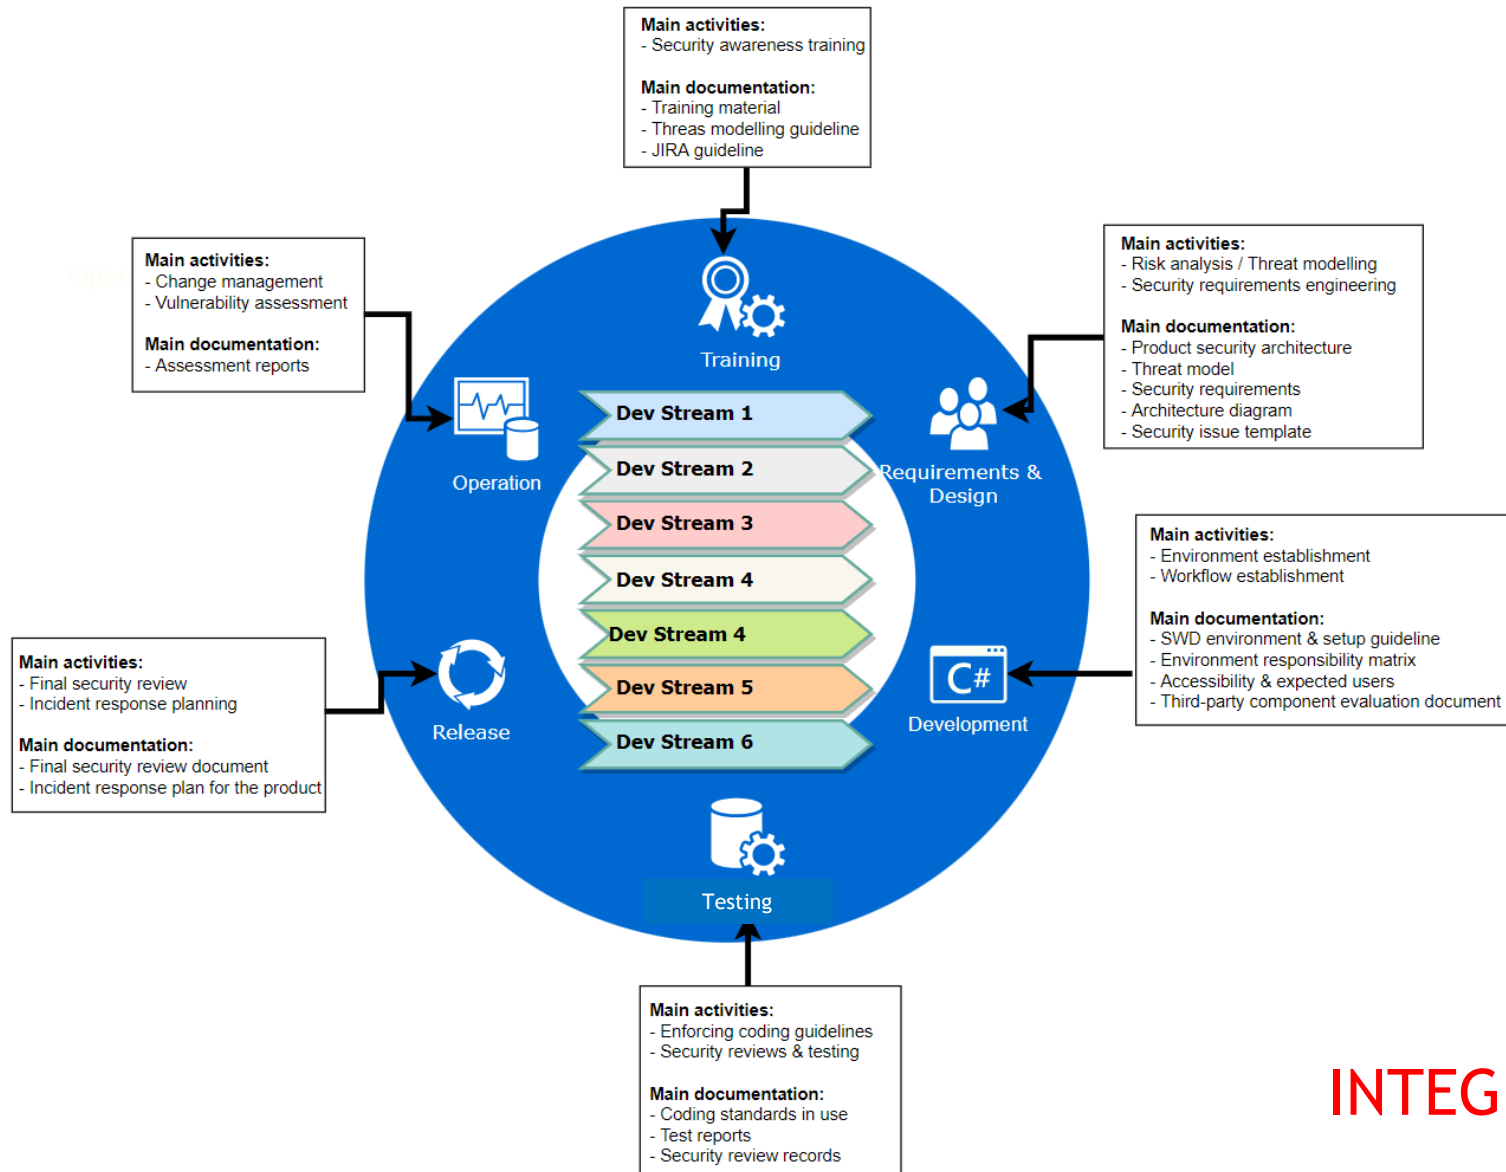 Main activities:
- Security awareness training
Main documentation:
- Training material
- Threas modelling guideline
- JIRA guideline
Main activities:
- Change management
- Vulnerability assessment
Main documentation:
- Assessment reports
Main activities:
- Risk analysis / Threat modelling
- Security requirements engineering
Main documentation:
- Product security architecture
- Threat model
- Security requirements
- Architecture diagram
- Security issue template
Training
Operation
Requirements &
Design
Dev Stream 1
Dev Stream 2
Dev Stream 3
Dev Stream 4
Dev Stream 4
Dev Stream 5
Dev Stream 6
Main activities:
- Environment establishment
- Workflow establishment
Main documentation:
- SWD environment & setup guideline
- Environment responsibility matrix
- Accessibility & expected users
- Third-party component evaluation document
Main activities:
- Final security review
- Incident response planning
Main documentation:
- Final security review document
- Incident response plan for the product
Release
C#
Development
Testing
Main activities:
- Enforcing coding guidelines
- Security reviews & testing
Main documentation:
- Coding standards in use
- Test reports
- Security review records
INTEG